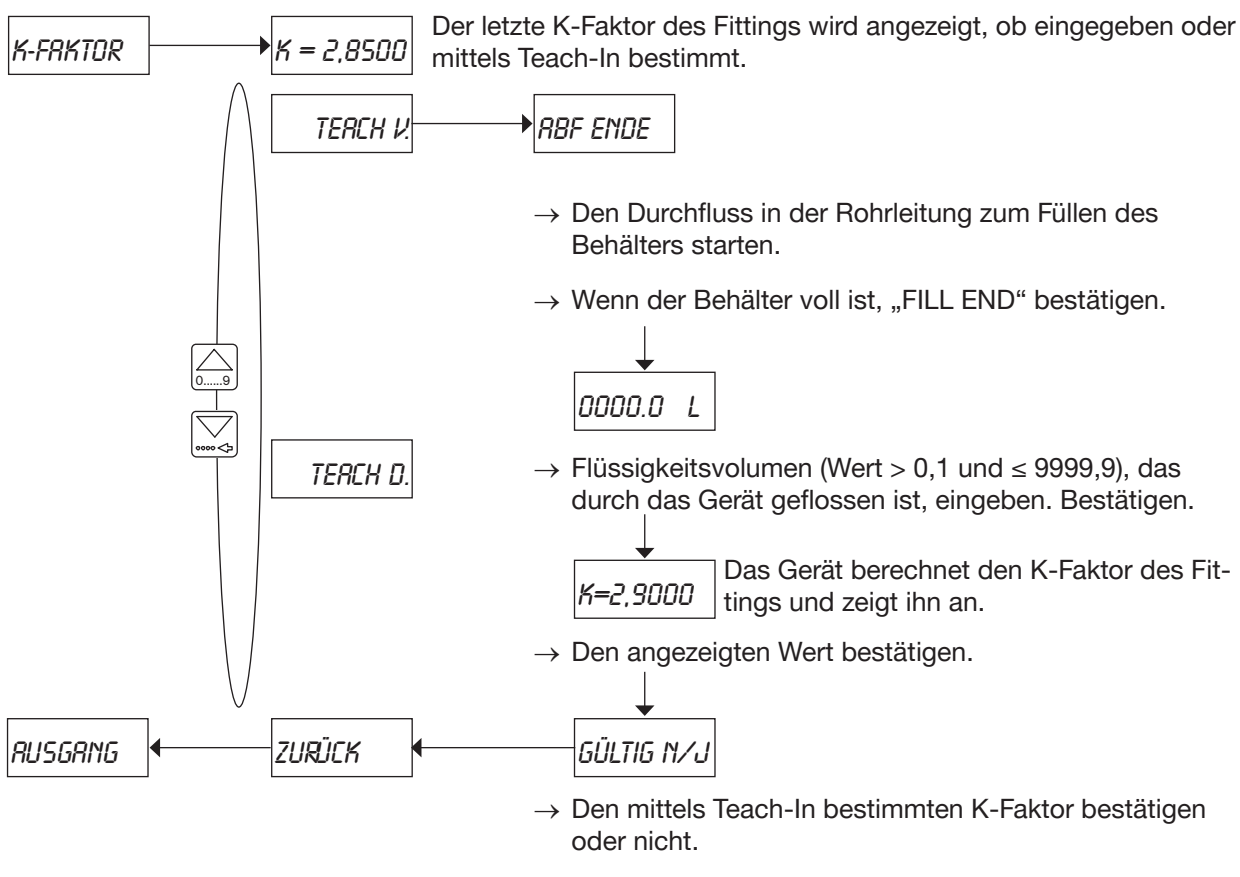 K-FAKTOR
K = 2,8500
Der letzte K-Faktor des Fittings wird angezeigt, ob eingegeben oder
mittels Teach-In bestimmt.
TEACH V.
ABF ENDE
→ Den Durchfluss in der Rohrleitung zum Füllen des
Behälters starten.
→ Wenn der Behälter voll ist, „FILL END“ bestätigen.
0......9
0000.0 L
TEACH D.
→ Flüssigkeitsvolumen (Wert > 0,1 und ≤ 9999,9), das
durch das Gerät geflossen ist, eingeben. Bestätigen.
K=2,9000
Das Gerät berechnet den K-Faktor des Fit-
tings und zeigt ihn an.
→ Den angezeigten Wert bestätigen.
AUSGANG
ZURÜCK
GÜLTIG N/J
→ Den mittels Teach-In bestimmten K-Faktor bestätigen
oder nicht.